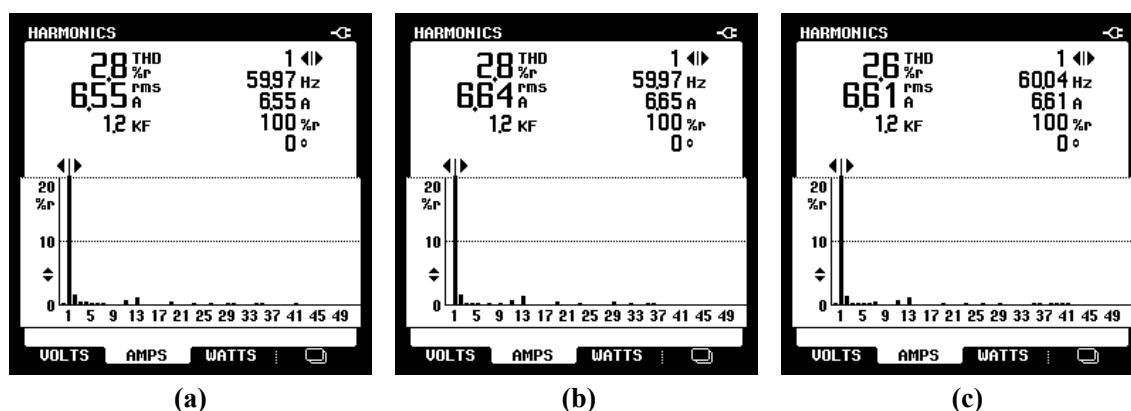 HARMONICS
2,8 THD %r
6,55 rms A
1,2 KF
1
59,97 Hz
6,55 A
100 %r
0 °
20
%r
10
0
1 5 9 13 17 21 25 29 33 37 41 45 49
VOLTS AMPS WATTS
(a)
HARMONICS
2,8 THD %r
6,64 rms A
1,2 KF
1
59,97 Hz
6,65 A
100 %r
0 °
20
%r
10
0
1 5 9 13 17 21 25 29 33 37 41 45 49
VOLTS AMPS WATTS
(b)
HARMONICS
2,6 THD %r
6,61 rms A
1,2 KF
1
60,04 Hz
6,61 A
100 %r
0 °
20
%r
10
0
1 5 9 13 17 21 25 29 33 37 41 45 49
VOLTS AMPS WATTS
(c)